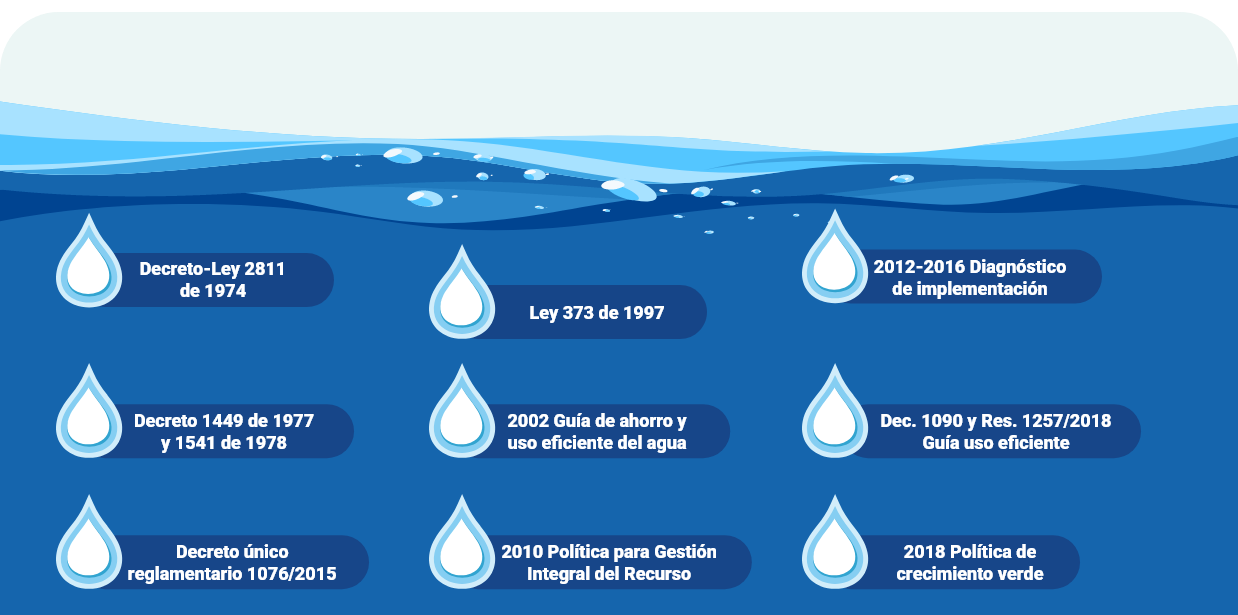 Decreto-Ley 2811
de 1974
Ley 373 de 1997
2012-2016 Diagnóstico
de implementación
Decreto 1449 de 1977
y 1541 de 1978
2002 Guía de ahorro y
uso eficiente del agua
Dec. 1090 y Res. 1257/2018
Guía uso eficiente
Decreto único
reglamentario 1076/2015
2010 Política para Gestión
Integral del Recurso
2018 Política de
crecimiento verde